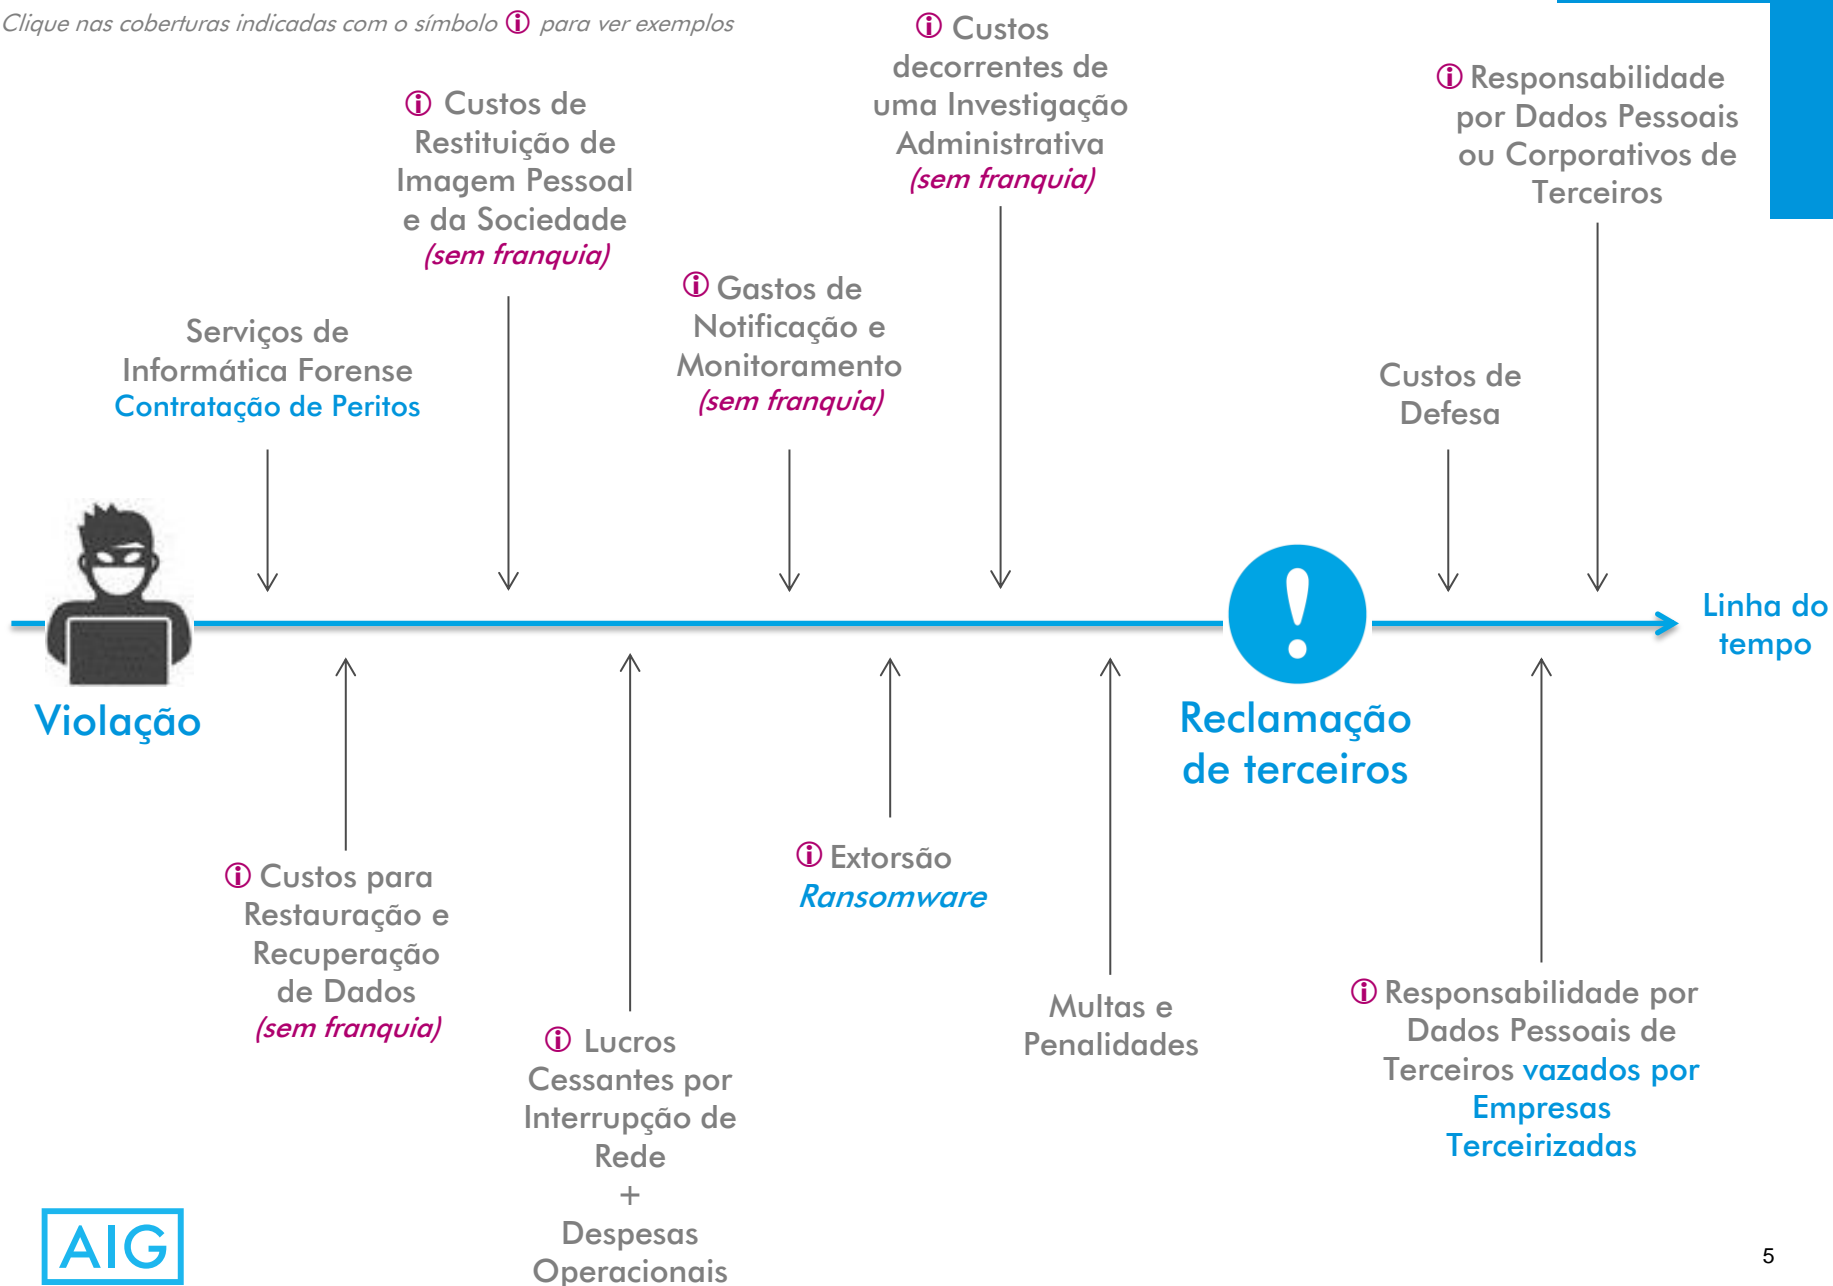 Clique nas coberturas indicadas com o símbolo ⓘ para ver exemplos
ⓘ Custos de
Restituição de
Imagem Pessoal
e da Sociedade
(sem franquia)
ⓘ Custos
decorrentes de
uma Investigação
Administrativa
(sem franquia)
ⓘ Responsabilidade
por Dados Pessoais
ou Corporativos de
Terceiros
Serviços de
Informática Forense
Contratação de Peritos
ⓘ Gastos de
Notificação e
Monitoramento
(sem franquia)
Custos de
Defesa
Linha do
tempo
Violação
Reclamação
de terceiros
ⓘ Custos para
Restauração e
Recuperação
de Dados
(sem franquia)
ⓘ Lucros
Cessantes por
Interrupção de
Rede
+
Despesas
Operacionais
ⓘ Extorsão
Ransomware
Multas e
Penalidades
ⓘ Responsabilidade por
Dados Pessoais de
Terceiros vazados por
Empresas
Terceirizadas
AIG
5